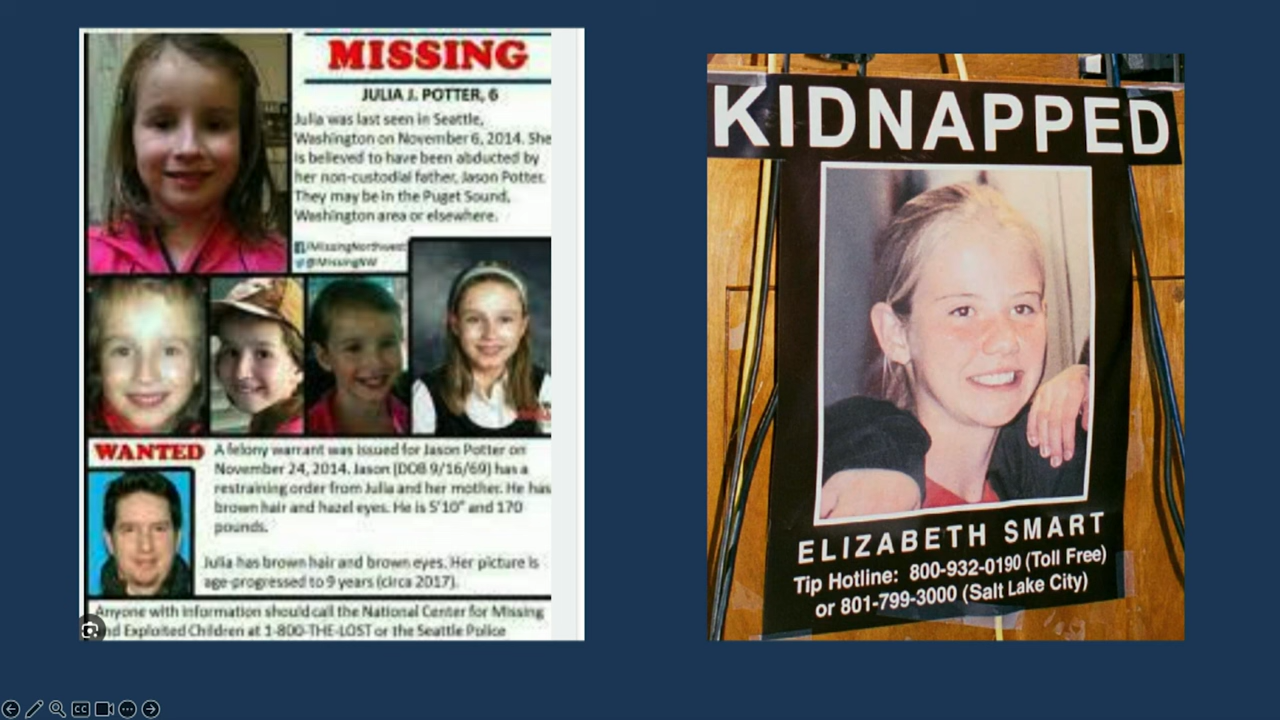 MISSING
JULIA J. POTTER, 6
Julia was last seen in Seattle,
Washington on November 6, 2014. She
is believed to have been abducted by
her non-custodial father, Jason Potter.
They may be in the Puget Sound,
Washington area or elsewhere.
/MissingNorthwest
@MissingNW
WANTED
A felony warrant was issued for Jason Potter on
November 24, 2014. Jason (DOB 9/16/69) has a
restraining order from Julia and her mother. He has
brown hair and hazel eyes. He is 5'10" and 170
pounds.
Julia has brown hair and brown eyes. Her picture is
age-progressed to 9 years (circa 2017).
Anyone with information should call the National Center for Missing
and Exploited Children at 1-800-THE-LOST or the Seattle Police
KIDNAPPED
ELIZABETH SMART
Tip Hotline: 800-932-0190 (Toll Free)
or 801-799-3000 (Salt Lake City)
CC